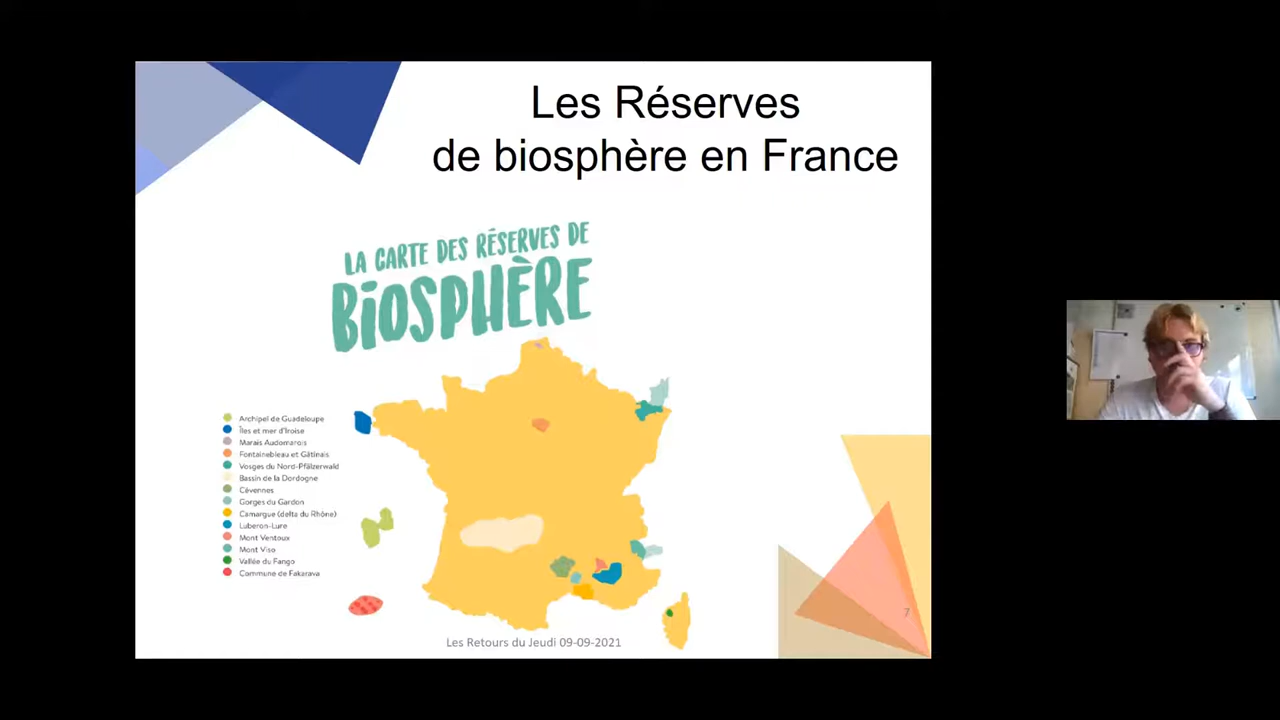 Les Réserves
de biosphère en France
LA CARTE DES RÉSERVES DE
BIOSPHÈRE
Archipel de Guadeloupe
Îles et mer d'Iroise
Marais Audomarois
Fontainebleau et Gâtinais
Vosges du Nord-Pfälzerwald
Bassin de la Dordogne
Cévennes
Gorges du Gardon
Camargue (delta du Rhône)
Luberon-Lure
Mont Ventoux
Mont Viso
Vallée du Fango
Commune de Fakarava
Les Retours du Jeudi 09-09-2021
7